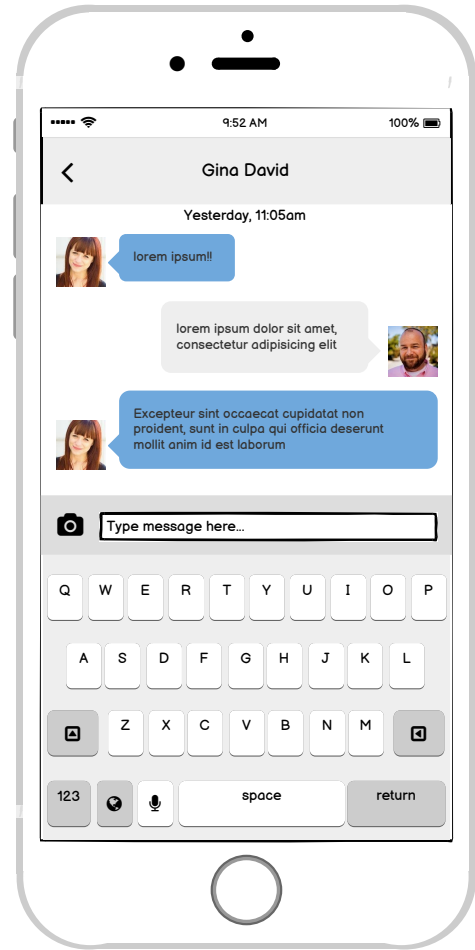 9:52 AM 100%
Gina David
Yesterday, 11:05am
lorem ipsum!!
lorem ipsum dolor sit amet,
consectetur adipisicing elit
Excepteur sint occaecat cupidatat non
proident, sunt in culpa qui officia deserunt
mollit anim id est laborum
Type message here...
Q W E R T Y U I O P
A S D F G H J K L
Z X C V B N M
123 space return